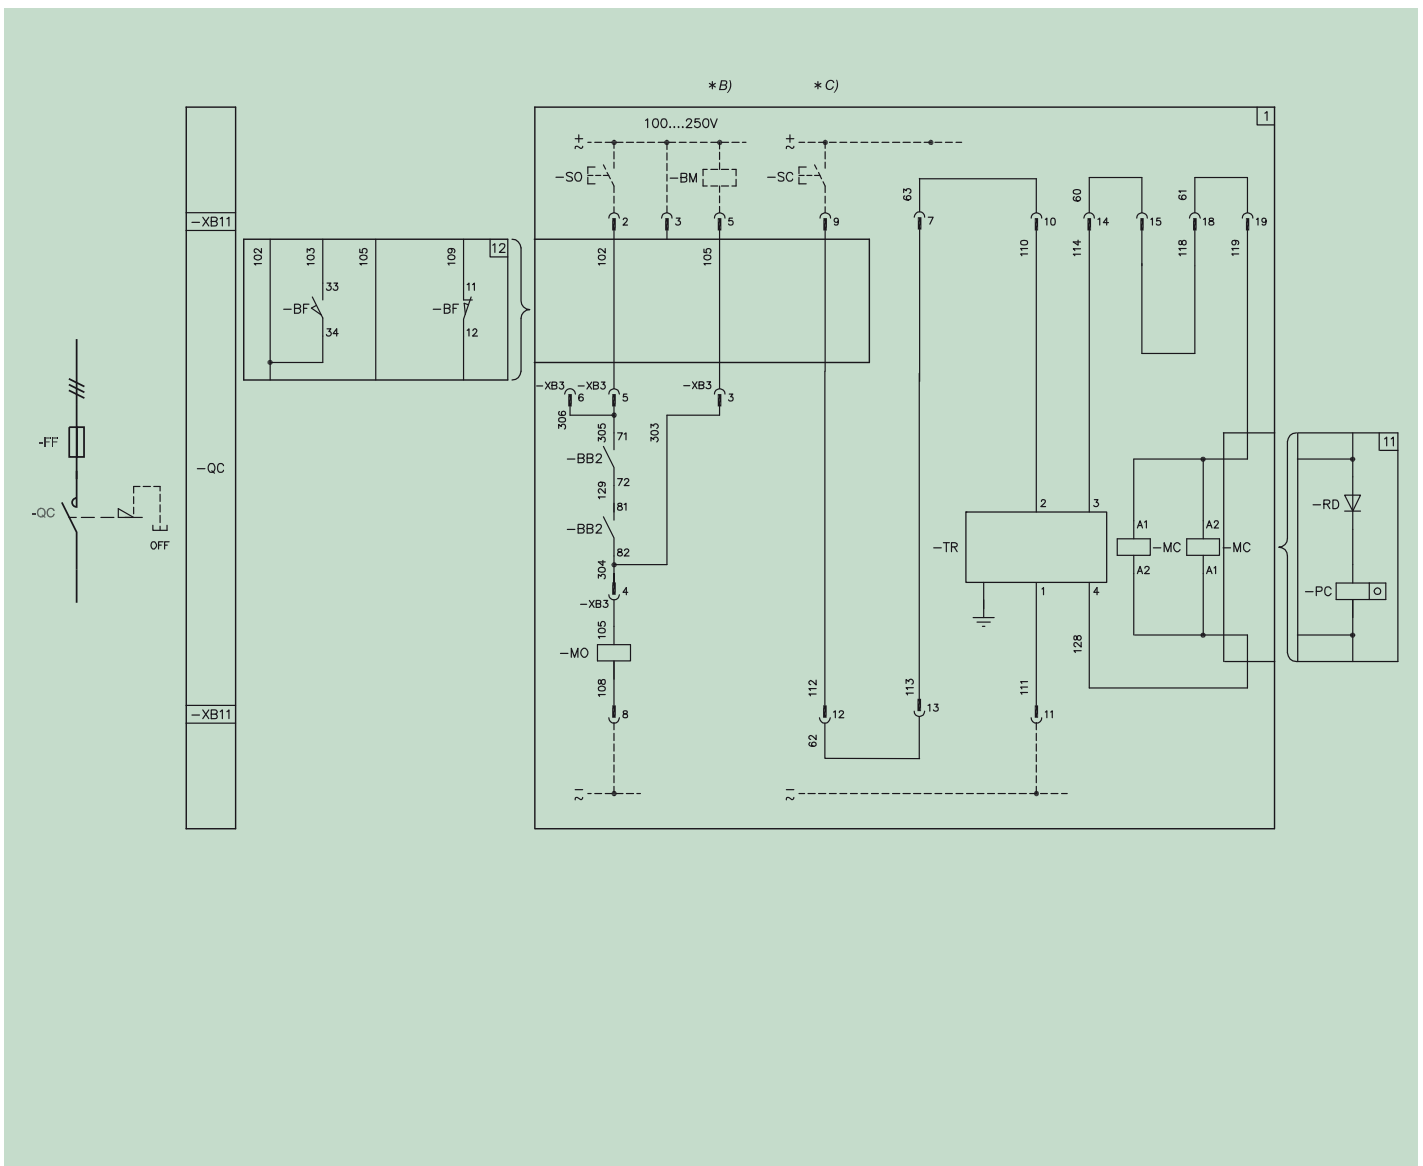 *B) *C)
1
100....250V
+
~
+
~
-SO
-BM
-SC
63
60
61
-XB11
2
3
5
9
7
10
14
15
18
19
12
102
103
105
109
102
105
110
114
118
119
33
11
-BF
-BF
34
12
-XB3
-XB3
-XB3
6
5
3
306
305
71
303
-FF
11
-BB2
-QC
129
72
81
2
3
-RD
-QC
-BB2
A1
A2
OFF
82
-TR
-MC
-MC
304
A2
A1
4
1
4
-PC
-XB3
105
128
-MO
108
112
113
111
-XB11
8
12
13
11
62
-
~
-
~